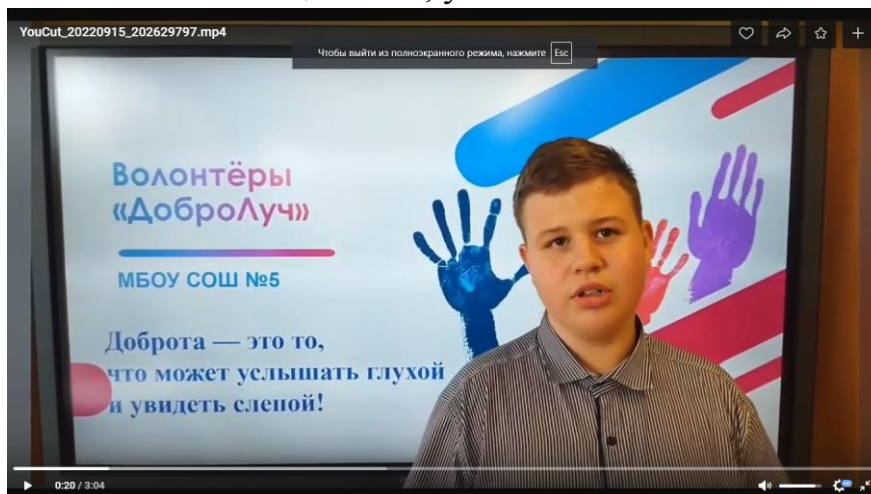 YouCut_20220915_202629797.mp4
Чтобы выйти из полноэкранного режима, нажмите Esc
Волонтёры
«ДоброЛуч»
МБОУ СОШ №5
Доброта — это то,
что может услышать глухой
и увидеть слепой!
0:20 / 3:04